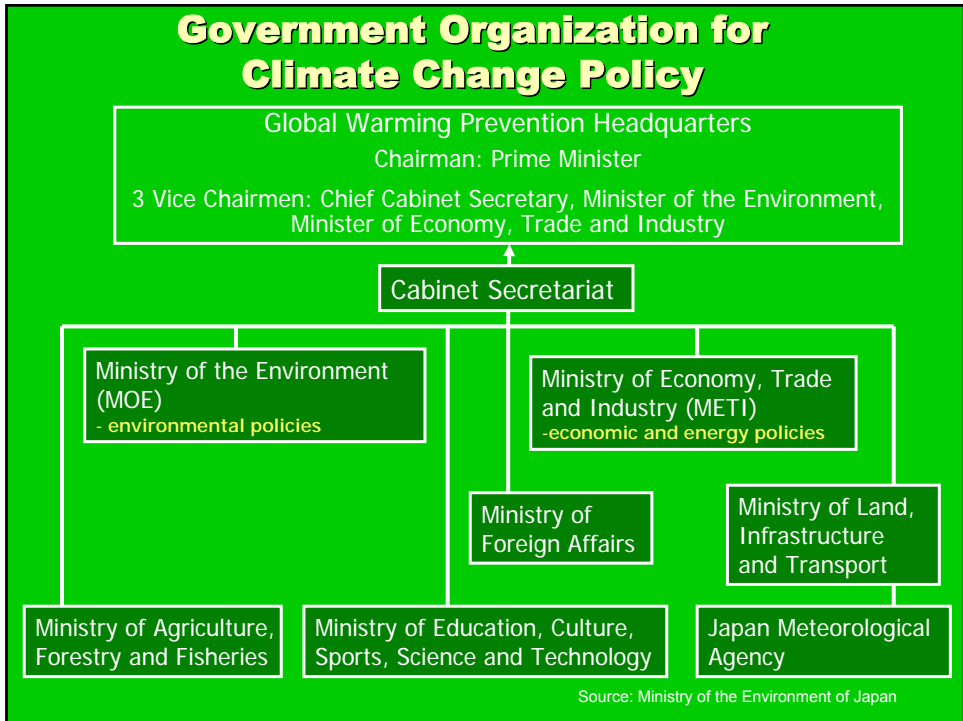 Government Organization for
Climate Change Policy
Global Warming Prevention Headquarters
Chairman: Prime Minister
3 Vice Chairmen: Chief Cabinet Secretary, Minister of the Environment,
Minister of Economy, Trade and Industry
Cabinet Secretariat
Ministry of the Environment
(MOE)
- environmental policies
Ministry of Economy, Trade
and Industry (METI)
-economic and energy policies
Ministry of
Foreign Affairs
Ministry of Land,
Infrastructure
and Transport
Ministry of Agriculture,
Forestry and Fisheries
Ministry of Education, Culture,
Sports, Science and Technology
Japan Meteorological
Agency
Source: Ministry of the Environment of Japan